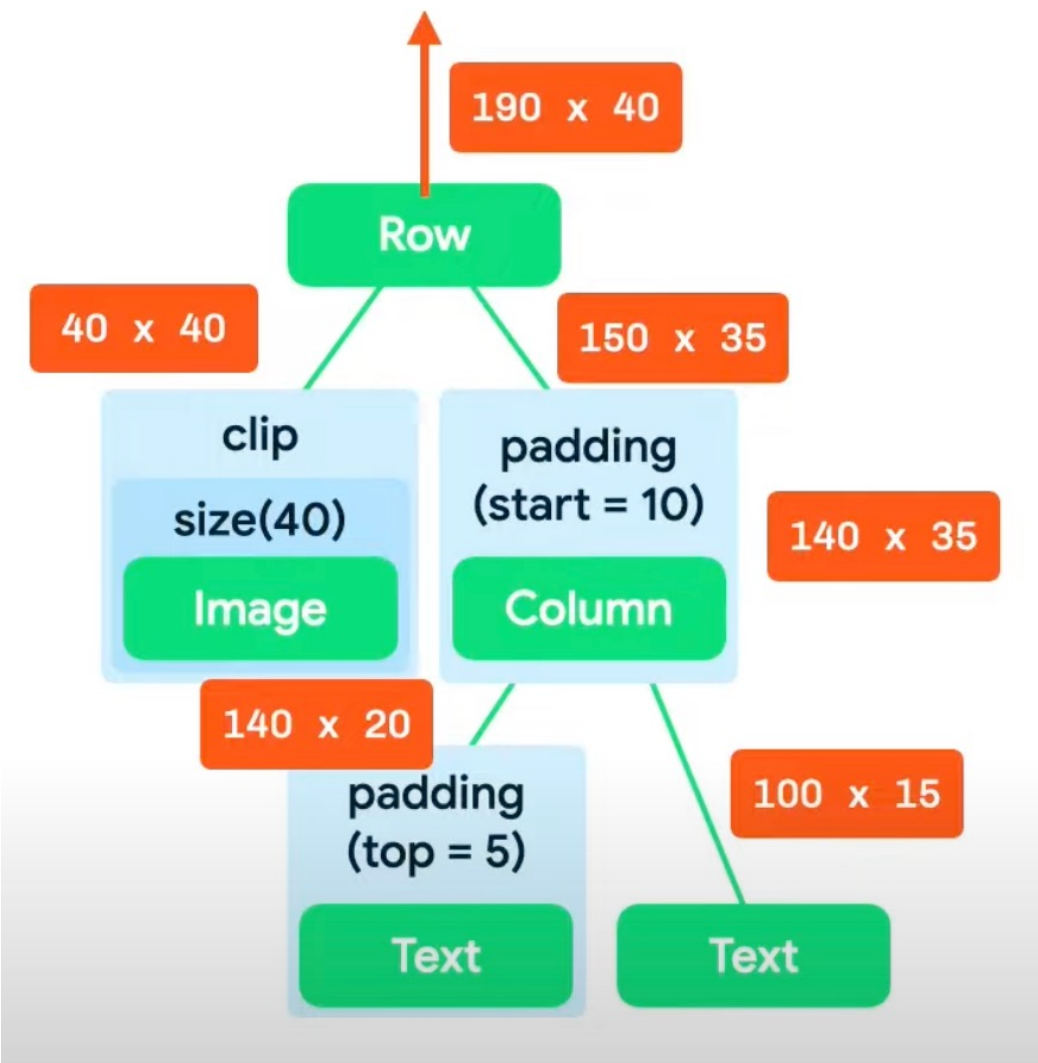 190 x 40
Row
40 x 40
150 x 35
clip
padding
(start = 10)
size(40)
140 x 35
Image
Column
140 x 20
padding
(top = 5)
100 x 15
Text
Text